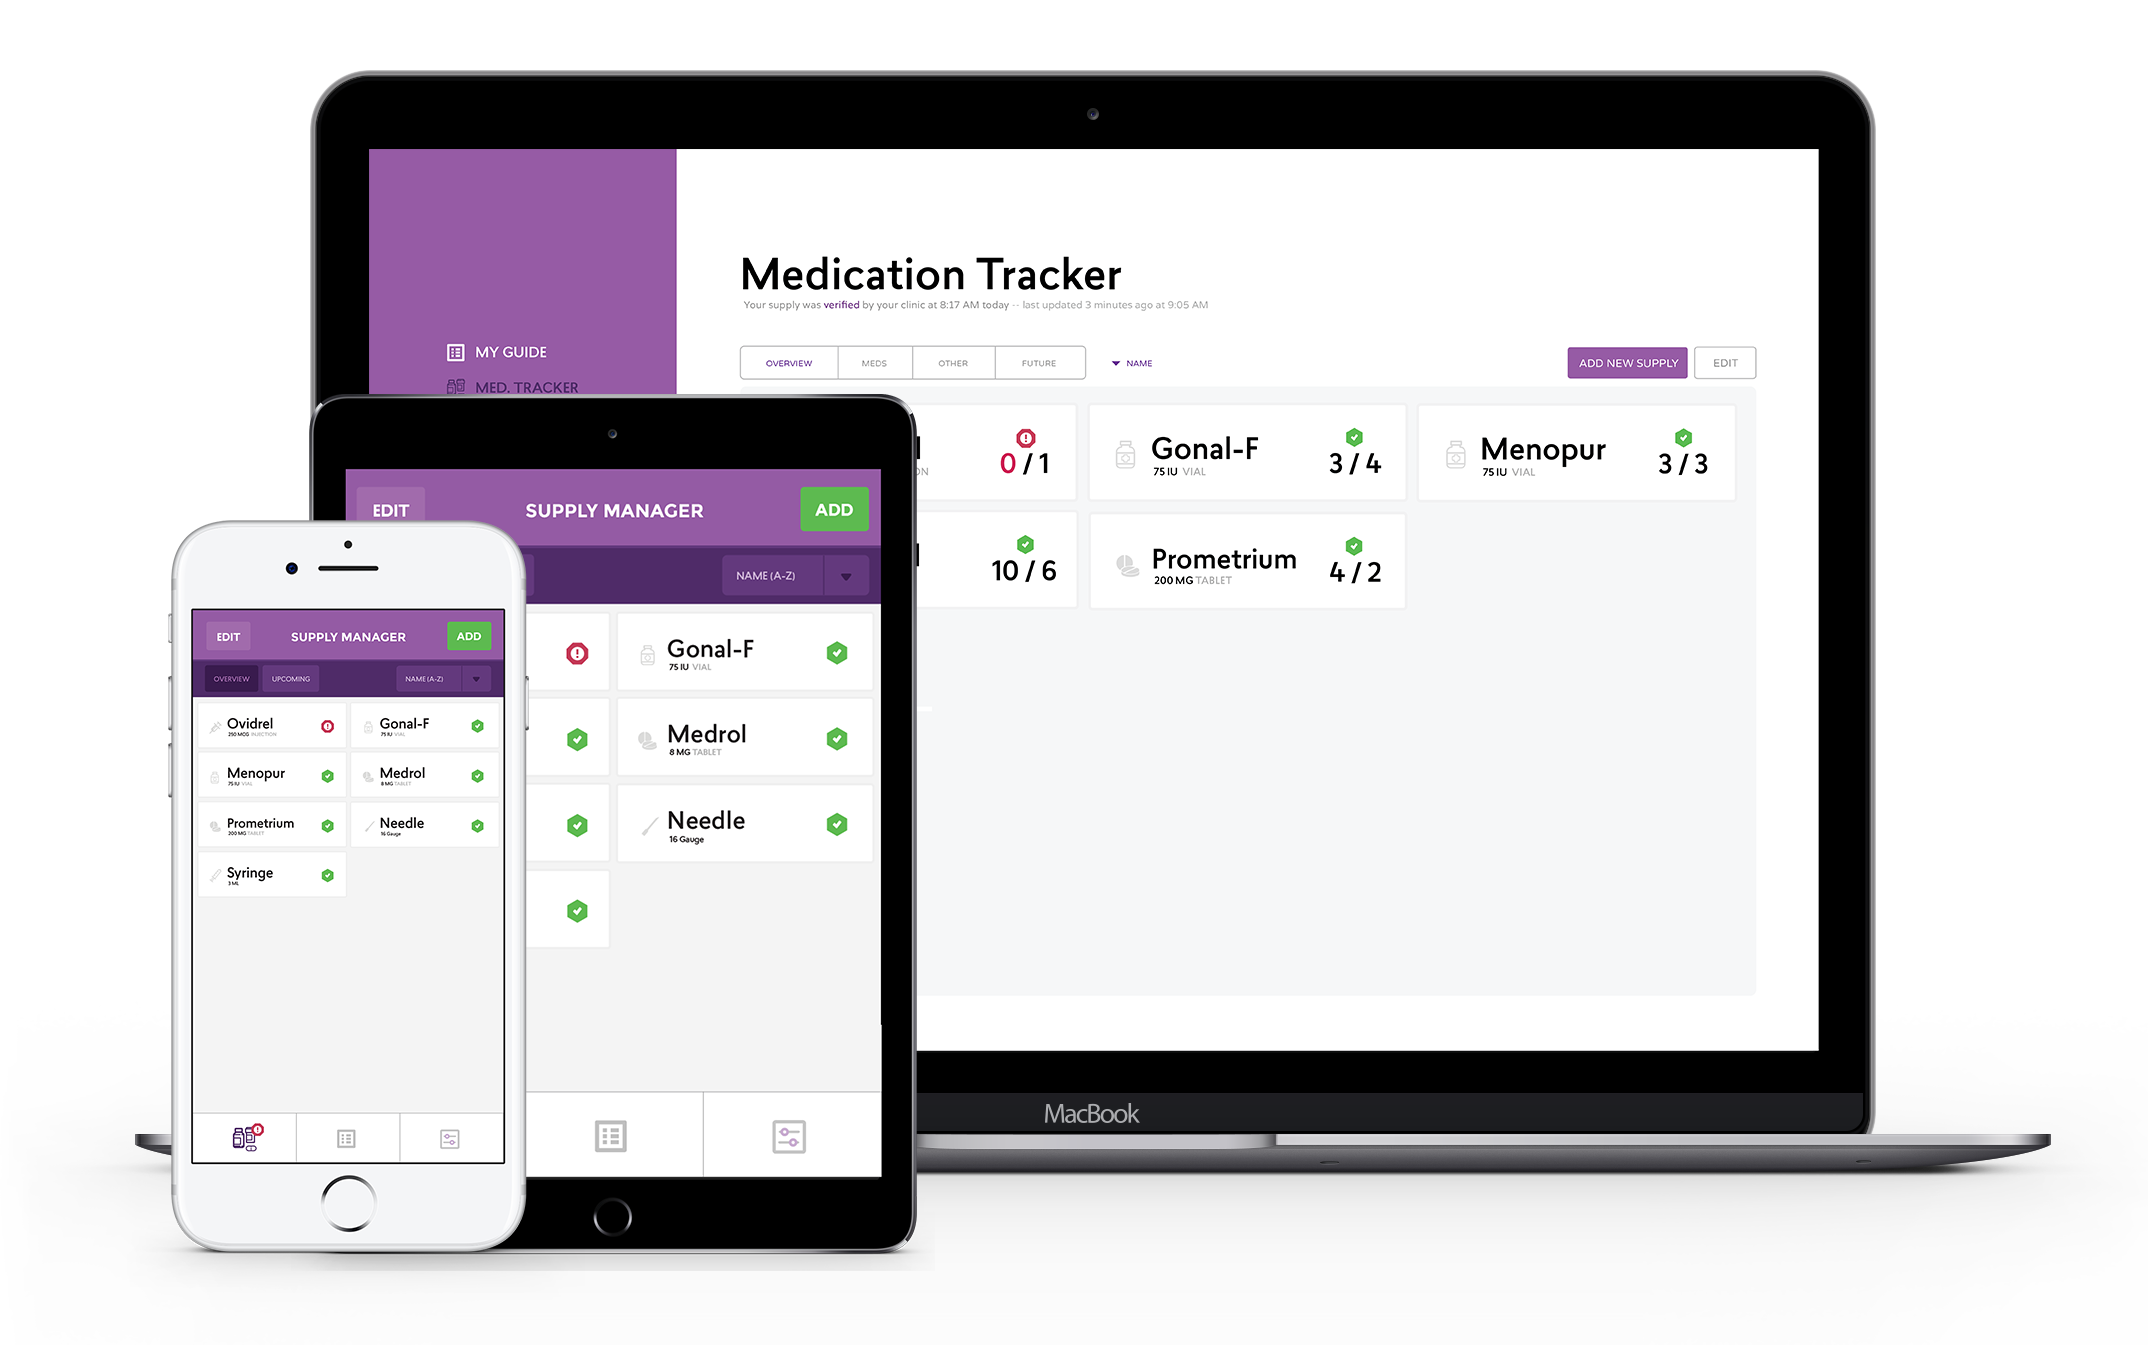 Medication Tracker
Your supply was verified by your clinic at 8:17 AM today -- last updated 3 minutes ago at 9:05 AM
MY GUIDE
MED. TRACKER
OVERVIEW
MEDS
OTHER
FUTURE
NAME
ADD NEW SUPPLY
EDIT
0 / 1
Gonal-F
75 IU VIAL
3 / 4
Menopur
75 IU VIAL
3 / 3
10 / 6
Prometrium
200 MG TABLET
4 / 2
MacBook
EDIT
SUPPLY MANAGER
ADD
NAME (A-Z)
Gonal-F
75 IU VIAL
Medrol
8 MG TABLET
Needle
16 Gauge
EDIT
SUPPLY MANAGER
ADD
OVERVIEW
UPCOMING
NAME (A-Z)
Ovidrel
250 MCG INJECTION
Gonal-F
75 IU VIAL
Menopur
75 IU VIAL
Medrol
8 MG TABLET
Prometrium
200 MG TABLET
Needle
16 Gauge
Syringe
3 ML